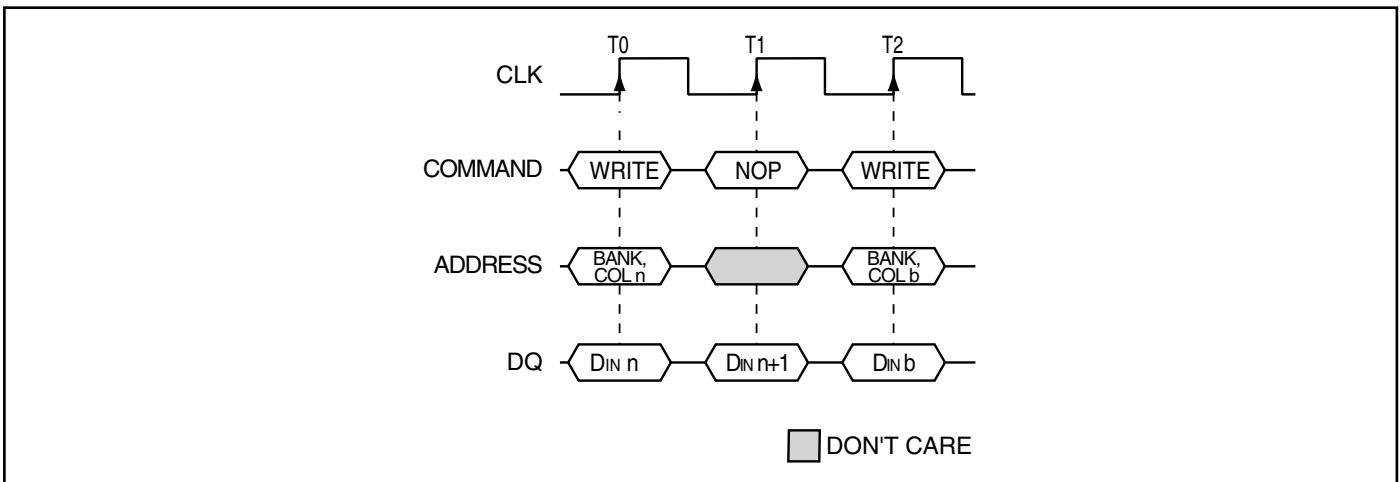 T0 T1 T2
CLK
COMMAND WRITE NOP WRITE
ADDRESS BANK, COL n BANK, COL b
DQ DIN n DIN n+1 DIN b
DON'T CARE